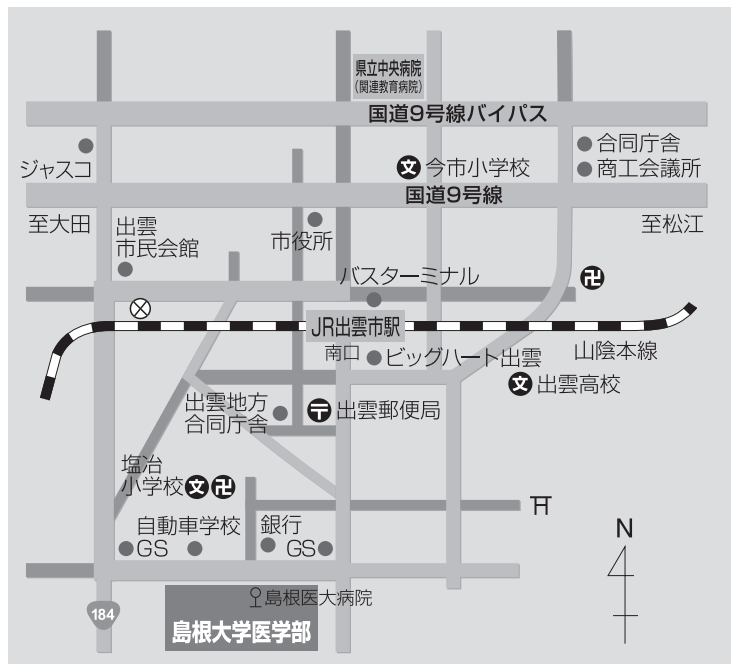 県立中央病院
（関連教育病院）
国道9号線バイパス
ジャスコ
文 今市小学校
合同庁舎
商工会議所
国道9号線
至大田
出雲
市民会館
市役所
至松江
バスターミナル
卍
JR出雲市駅
南口
ビッグハート出雲
山陰本線
文 出雲高校
出雲地方
合同庁舎
〒 出雲郵便局
塩冶
小学校 文 卍
自動車学校
銀行
GS
GS
N
島根医大病院
184
島根大学医学部